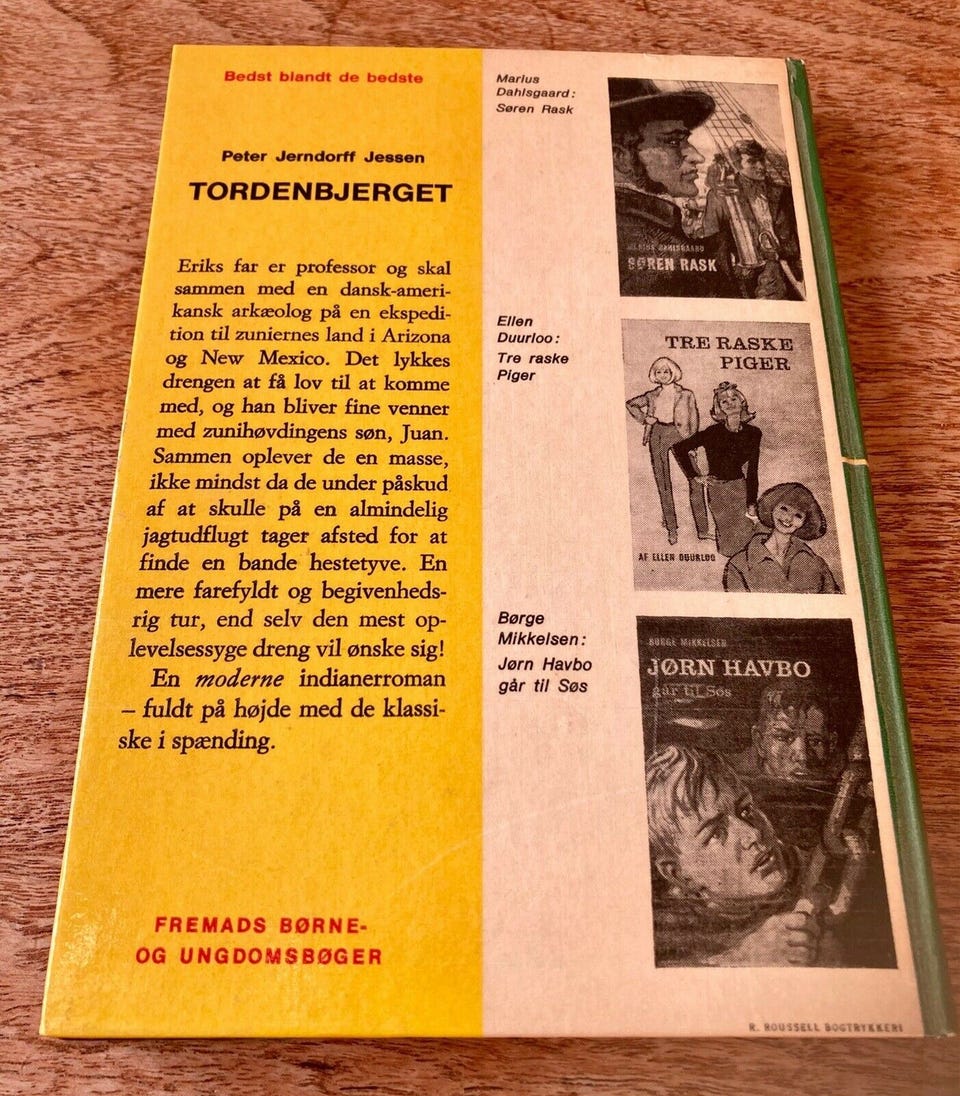 Bedst blandt de bedste
Peter Jerndorff Jessen
TORDENBJERGET
Eriks far er professor og skal
sammen med en dansk-ameri-
kansk arkæolog på en ekspedi-
tion til zuniernes land i Arizona
og New Mexico. Det lykkes
drengen at få lov til at komme
med, og han bliver fine venner
med zunihøvdingens søn, Juan.
Sammen oplever de en masse,
ikke mindst da de under påskud
af at skulle på en almindelig
jagtudflugt tager afsted for at
finde en bande hestetyve. En
mere farefyldt og begivenheds-
rig tur, end selv den mest op-
levelsessyge dreng vil ønske sig!
En moderne indianerroman
– fuldt på højde med de klassi-
ske i spænding.
FREMADS BØRNE-
OG UNGDOMSBØGER
Marius
Dahlsgaard:
Søren Rask
MARIUS DAHLSGAARD
SØREN RASK
Ellen
Duurloo:
Tre raske
Piger
TRE RASKE
PIGER
AF ELLEN DUURLOO
Børge
Mikkelsen:
Jørn Havbo
går til Søs
BØRGE MIKKELSEN
JØRN HAVBO
går til Søs
R. ROUSSELL BOGTRYKKERI